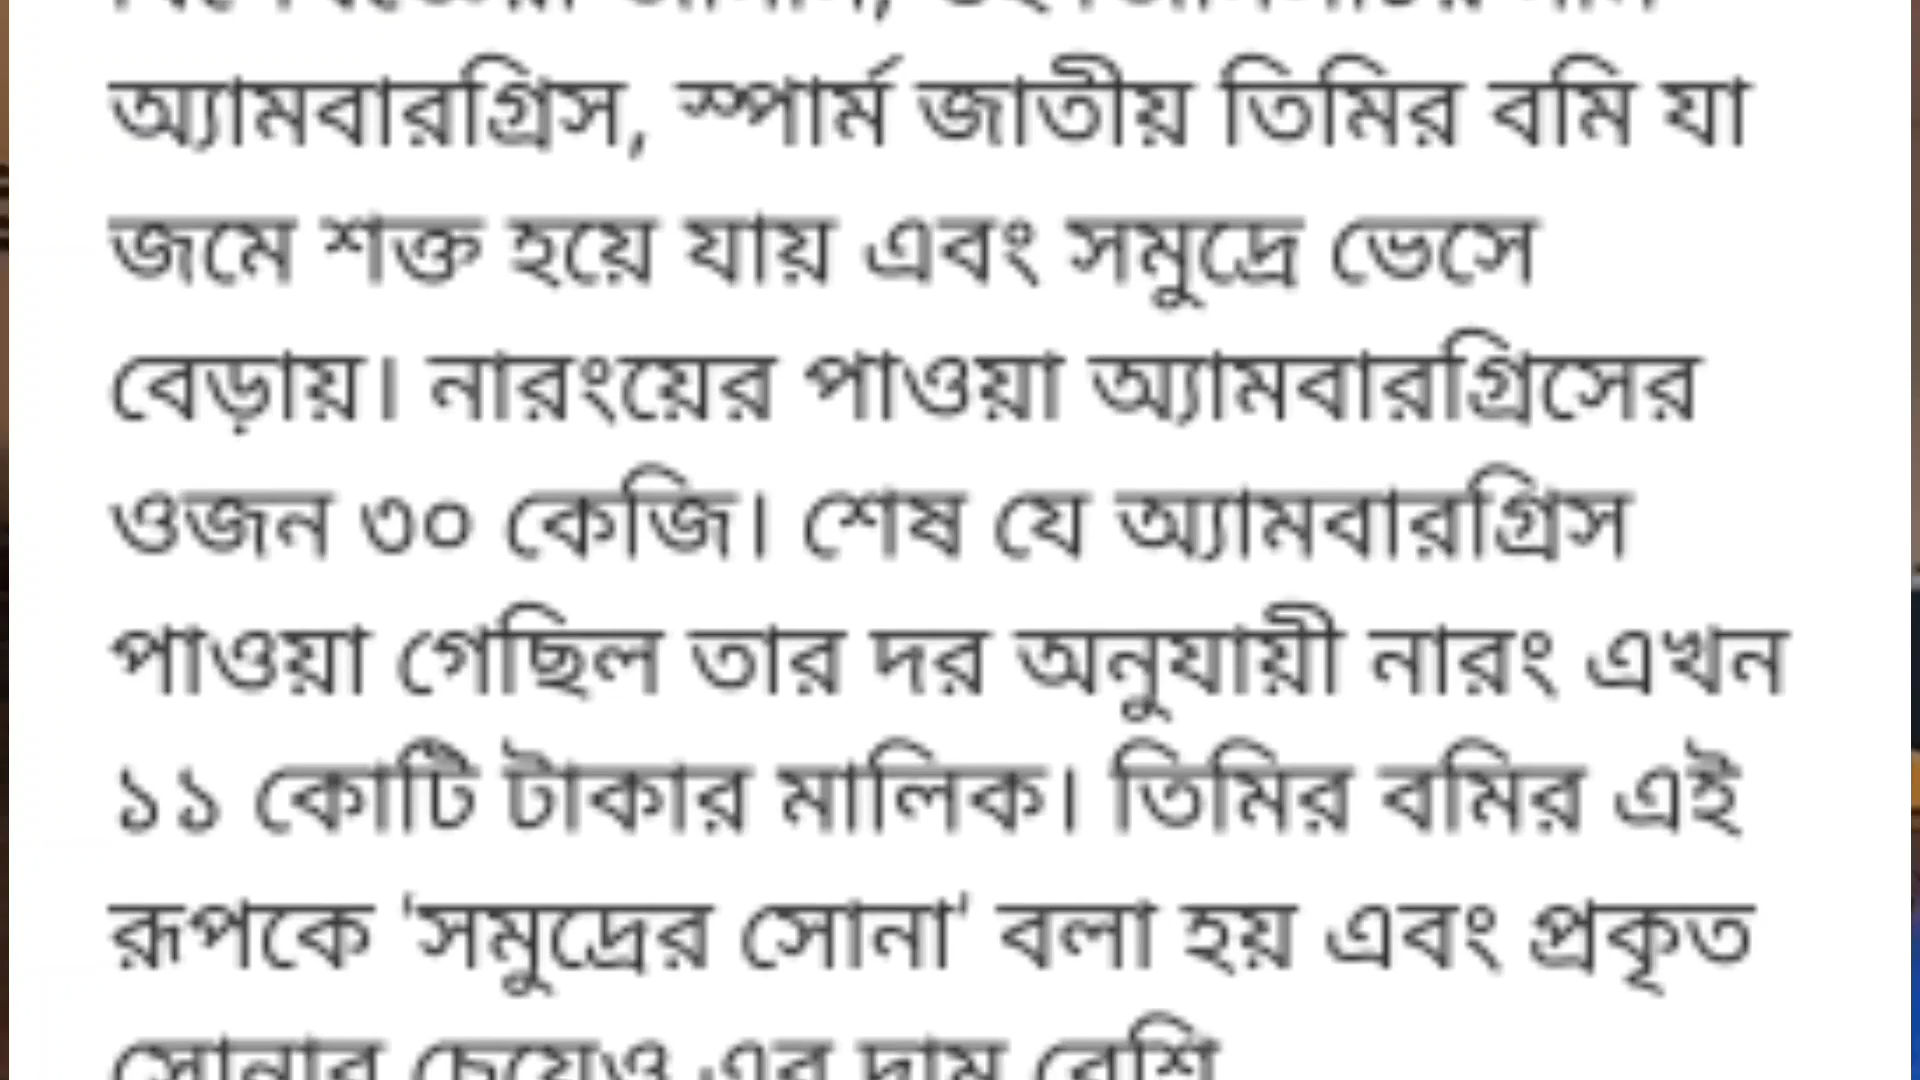 অ্যামবারগ্রিস, স্পার্ম জাতীয় তিমির বমি যা
জমে শক্ত হয়ে যায় এবং সমুদ্রে ভেসে
বেড়ায়। নারংয়ের পাওয়া অ্যামবারগ্রিসের
ওজন ৩০ কেজি। শেষ যে অ্যামবারগ্রিস
পাওয়া গেছিল তার দর অনুযায়ী নারং এখন
১১ কোটি টাকার মালিক। তিমির বমির এই
রূপকে 'সমুদ্রের সোনা' বলা হয় এবং প্রকৃত
সোনার চেয়েও এর দাম বেশি